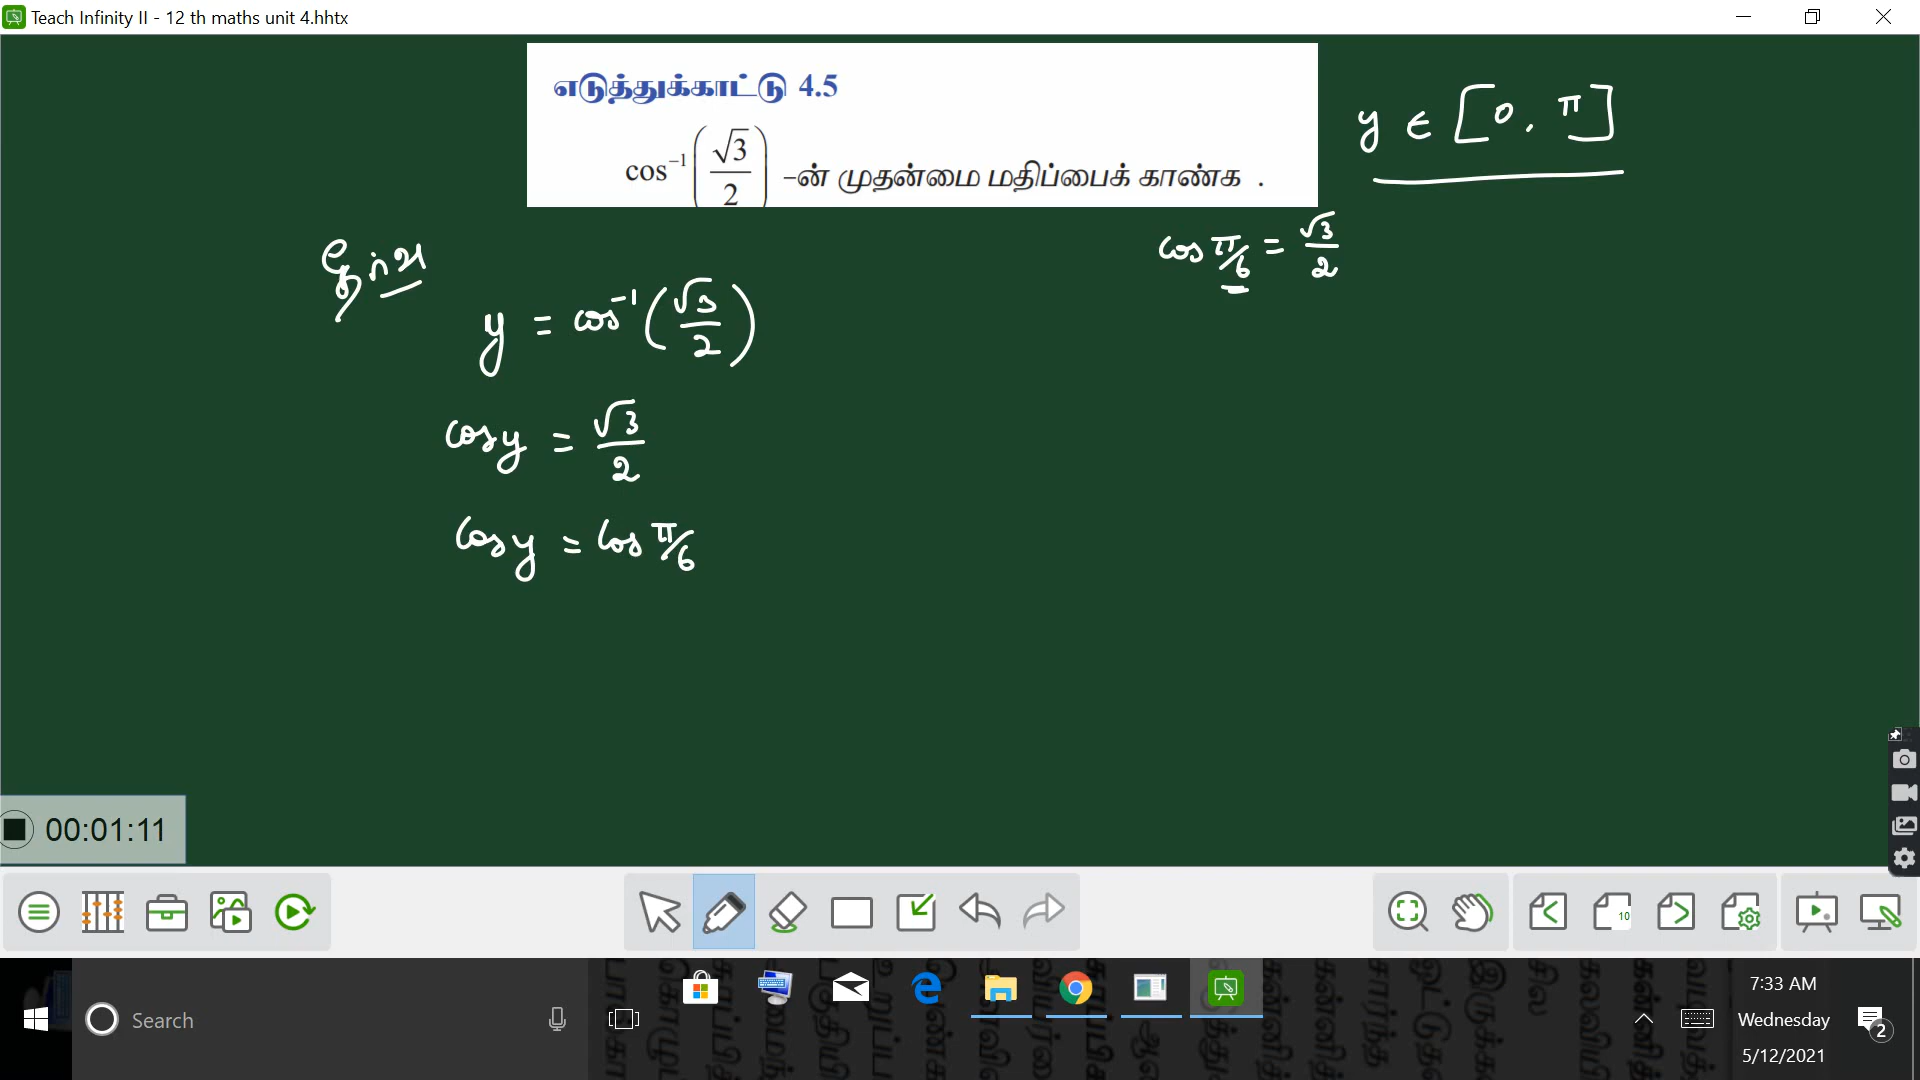 Teach Infinity II - 12 th maths unit 4.hhtx
எடுத்துக்காட்டு 4.5
cos⁻¹(√3/2) –ன் முதன்மை மதிப்பைக் காண்க .
y ∈ [0, π]
cos π/6 = √3/2
தீர்வு
y = cos⁻¹(√3/2)
cos y = √3/2
cos y = cos π/6
00:01:11
10
Search
7:33 AM
Wednesday
5/12/2021
2